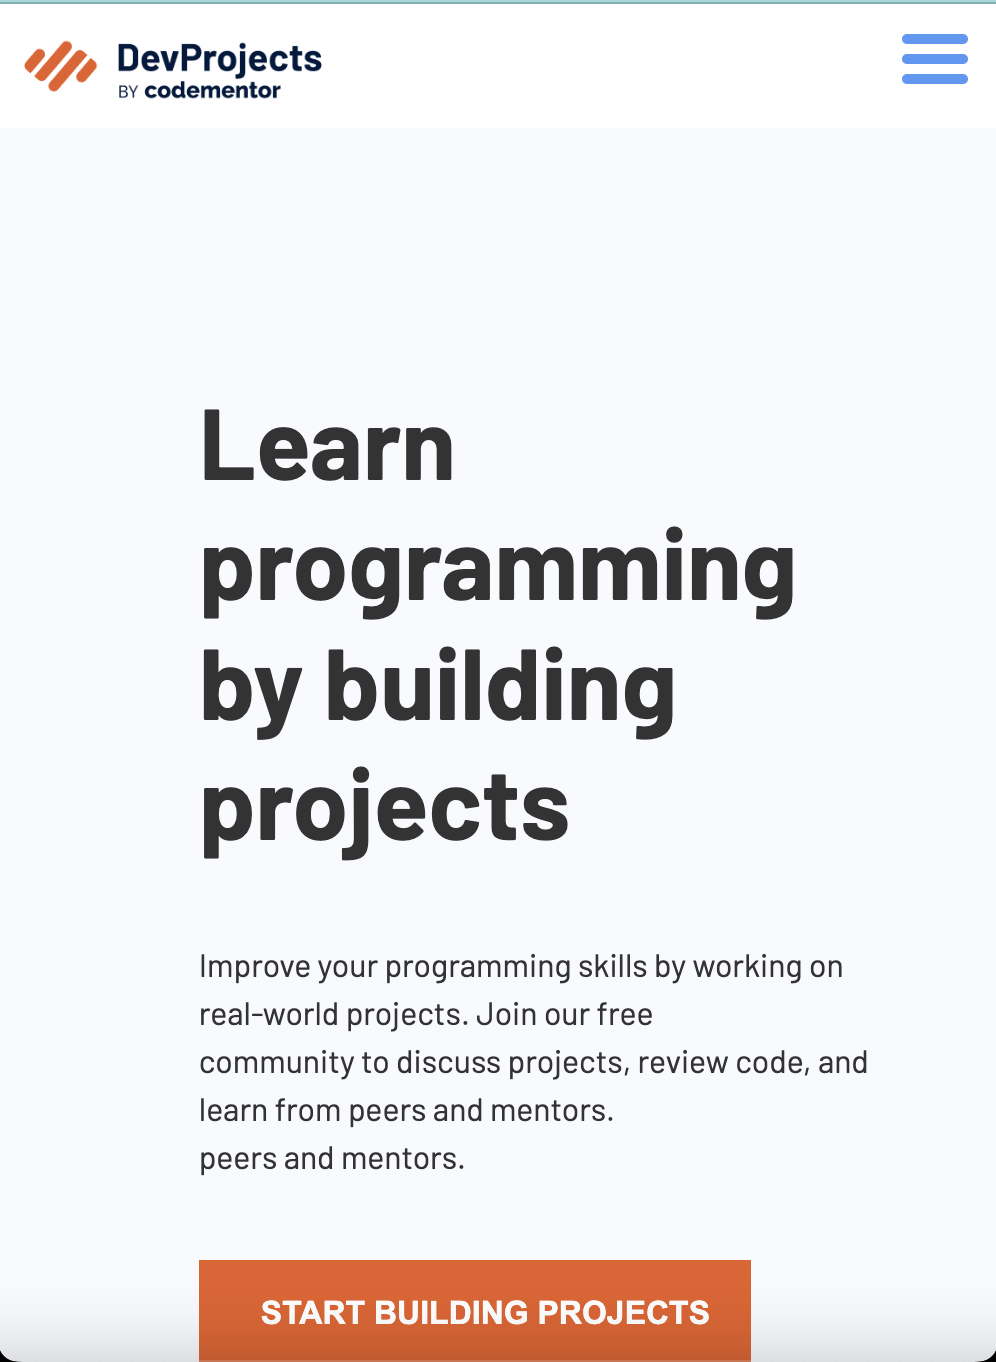 DevProjects
BY codementor
Learn
programming
by building
projects
Improve your programming skills by working on
real-world projects. Join our free
community to discuss projects, review code, and
learn from peers and mentors.
peers and mentors.
START BUILDING PROJECTS